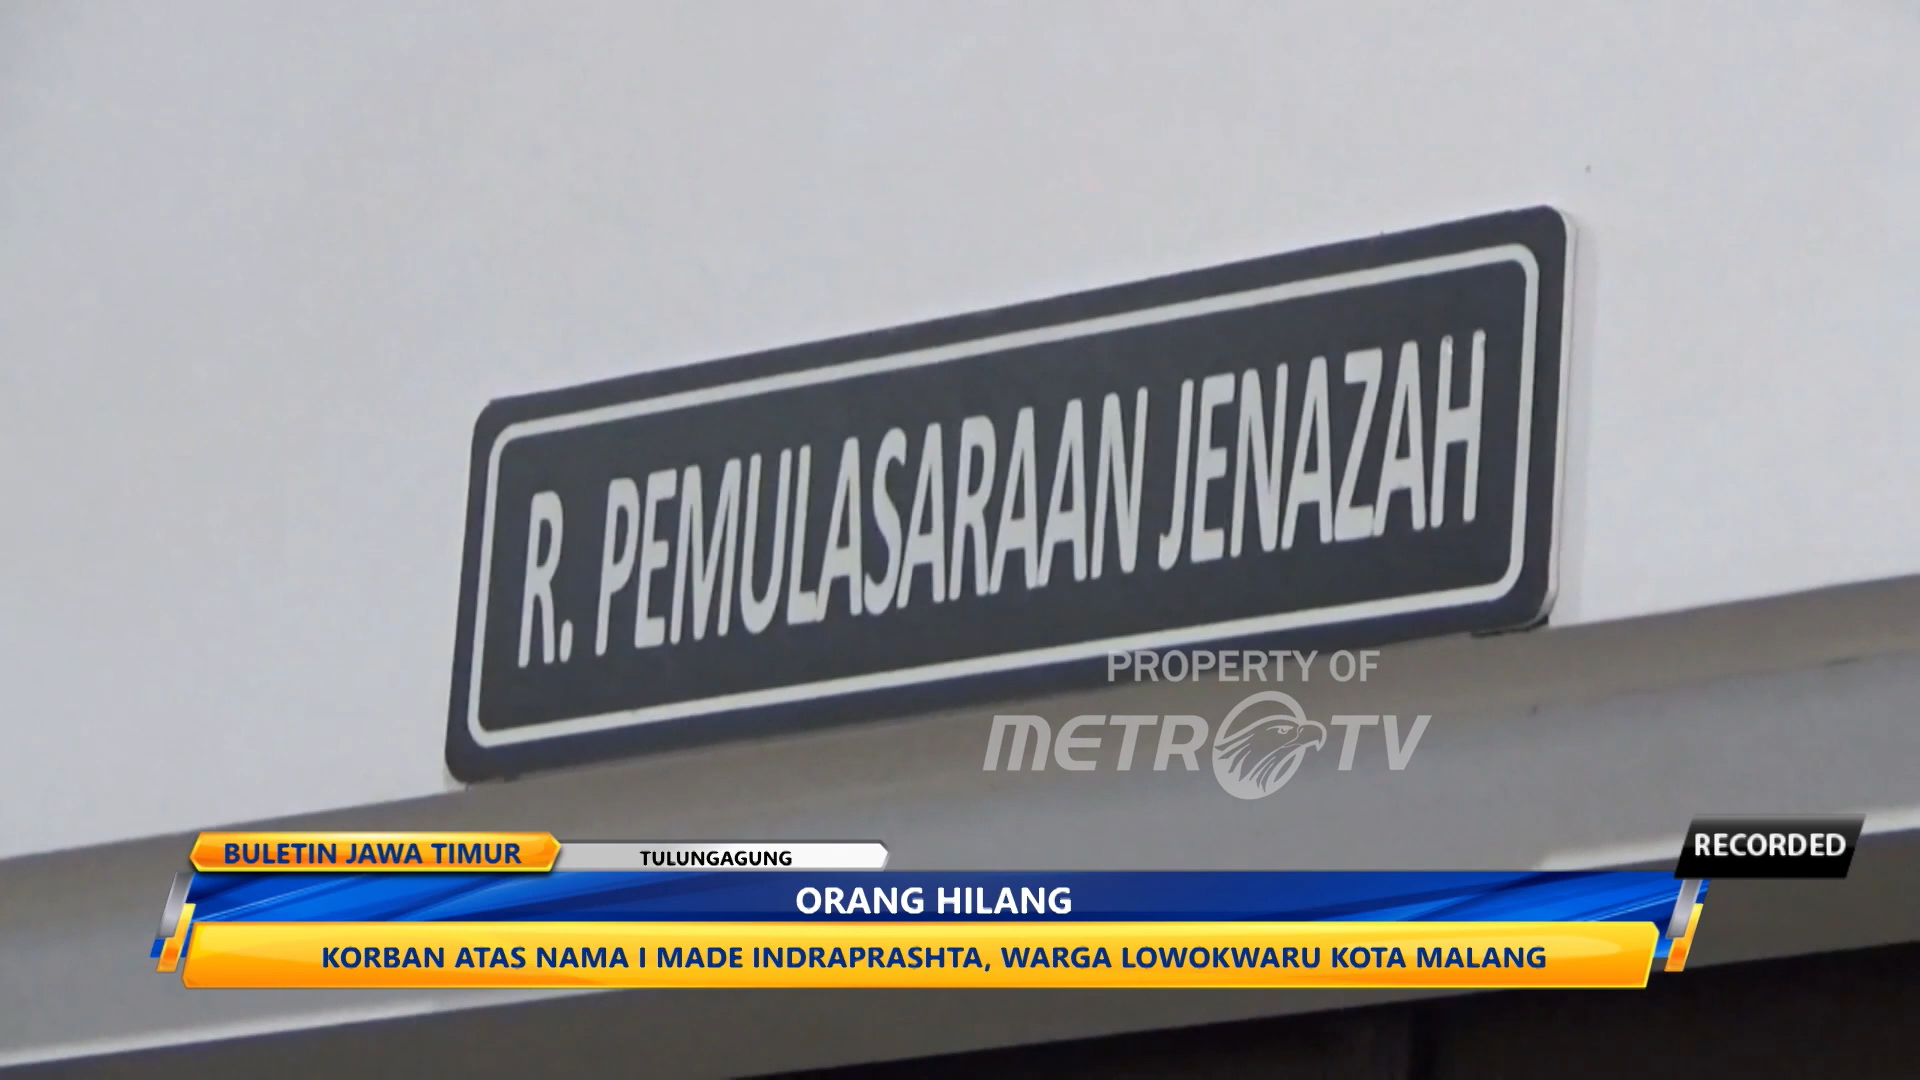 R. PEMULASARAAN JENAZAH
PROPERTY OF
METRO TV
BULETIN JAWA TIMUR
TULUNGAGUNG
RECORDED
ORANG HILANG
KORBAN ATAS NAMA I MADE INDRAPRASHTA, WARGA LOWOKWARU KOTA MALANG